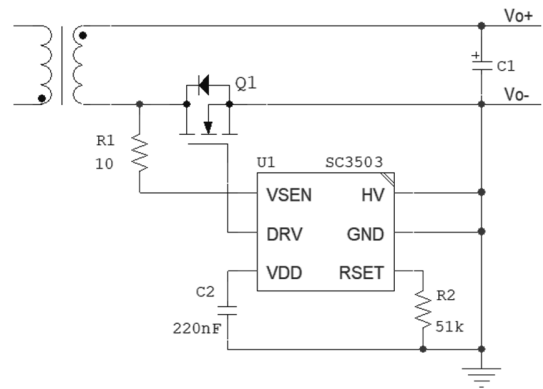 Vo+
+
C1
Q1
Vo-
R1
10
U1 SC3503
VSEN HV
DRV GND
VDD RSET
C2
220nF
R2
51k